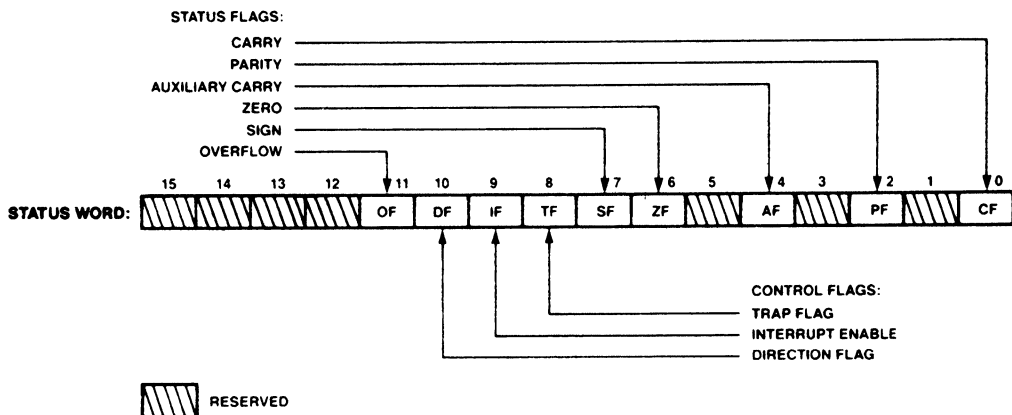 STATUS FLAGS:
CARRY
PARITY
AUXILIARY CARRY
ZERO
SIGN
OVERFLOW
15 14 13 12 11 10 9 8 7 6 5 4 3 2 1 0
STATUS WORD: OF DF IF TF SF ZF AF PF CF
CONTROL FLAGS:
TRAP FLAG
INTERRUPT ENABLE
DIRECTION FLAG
RESERVED